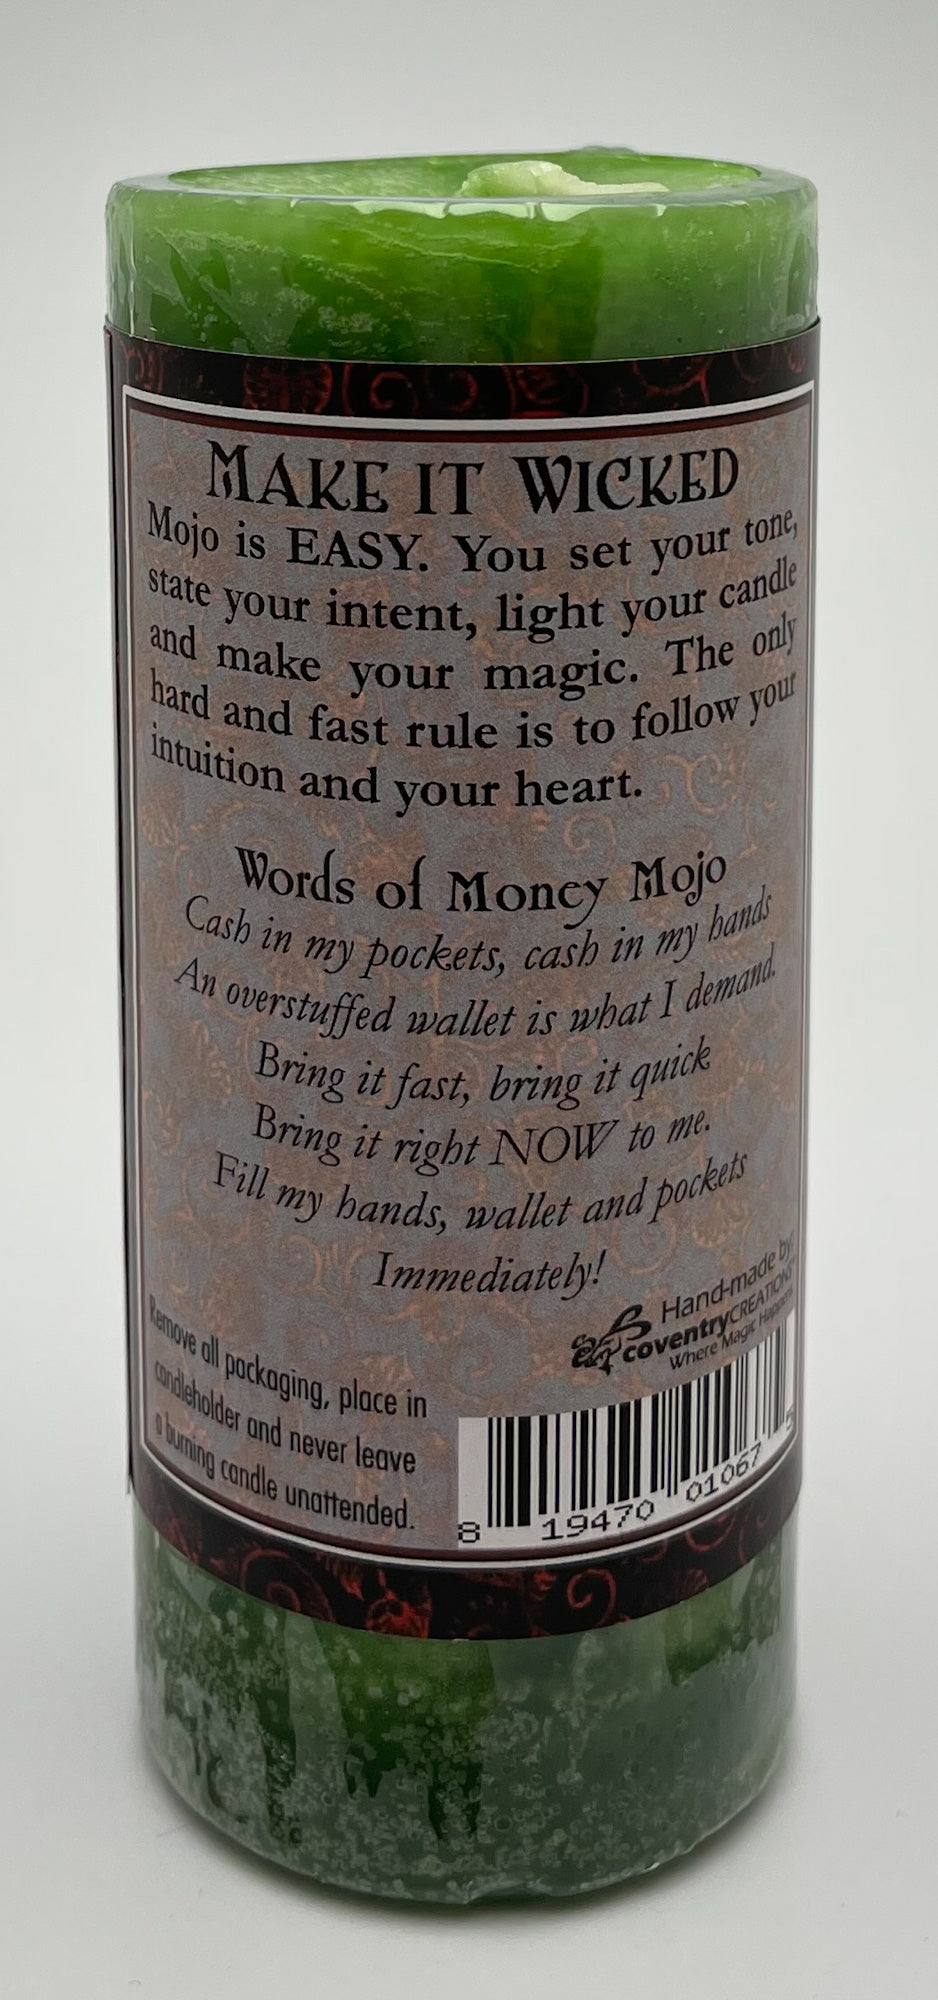 MAKE IT WICKED
Mojo is EASY. You set your tone,
state your intent, light your candle
and make your magic. The only
hard and fast rule is to follow your
intuition and your heart.
Words of Money Mojo
Cash in my pockets, cash in my hands
An overstuffed wallet is what I demand.
Bring it fast, bring it quick
Bring it right NOW to me.
Fill my hands, wallet and pockets
Immediately!
Hand-made by:
coventryCREATIONS
Where Magic Happens
Remove all packaging, place in
candleholder and never leave
a burning candle unattended.
8 19470 01067 5